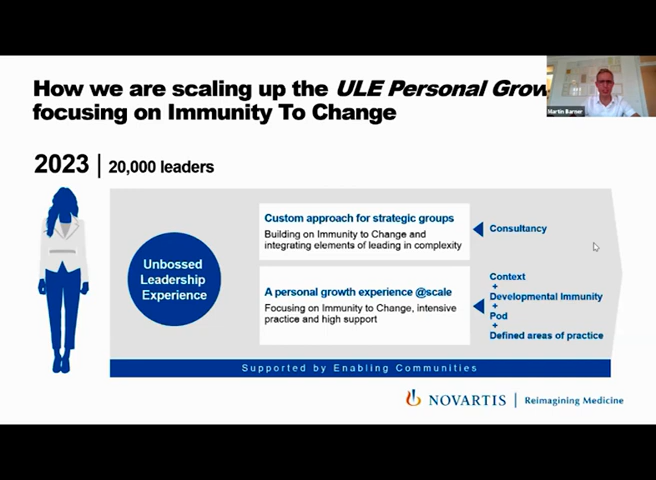 How we are scaling up the ULE Personal Grow
focusing on Immunity To Change
Martin Barner
2023 | 20,000 leaders
Unbossed
Leadership
Experience
Custom approach for strategic groups
Building on Immunity to Change and
integrating elements of leading in complexity
Consultancy
A personal growth experience @scale
Focusing on Immunity to Change, intensive
practice and high support
Context
+
Developmental Immunity
+
Pod
+
Defined areas of practice
Supported by Enabling Communities
NOVARTIS | Reimagining Medicine